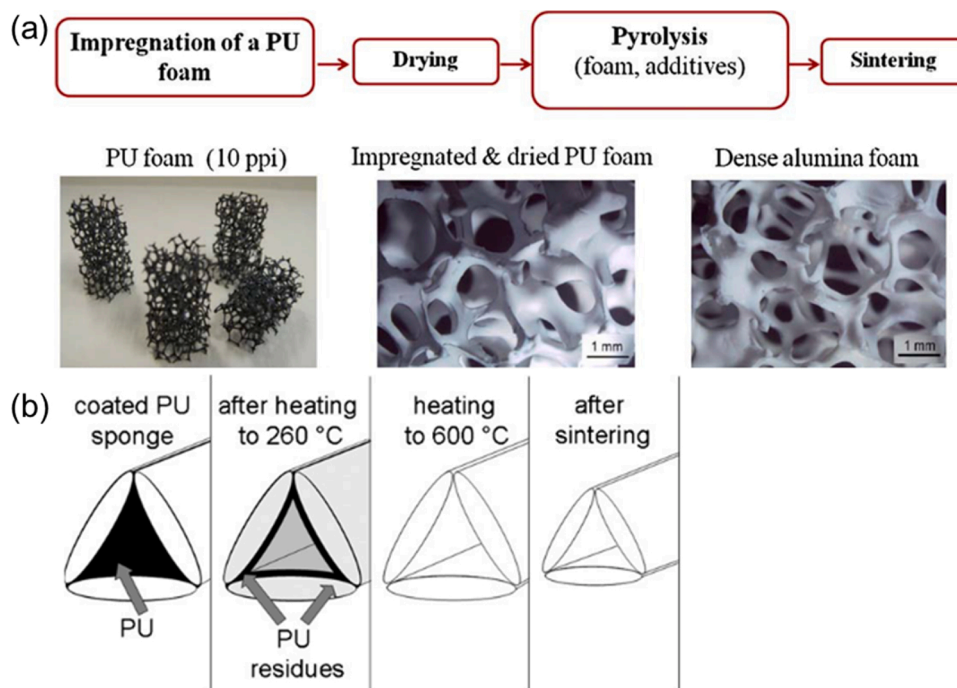 (a)
Impregnation of a PU
foam
Drying
Pyrolysis
(foam, additives)
Sintering
PU foam (10 ppi)
Impregnated & dried PU foam
Dense alumina foam
1 mm
1 mm
(b)
coated PU
sponge
after heating
to 260 °C
heating
to 600 °C
after
sintering
PU
PU
residues